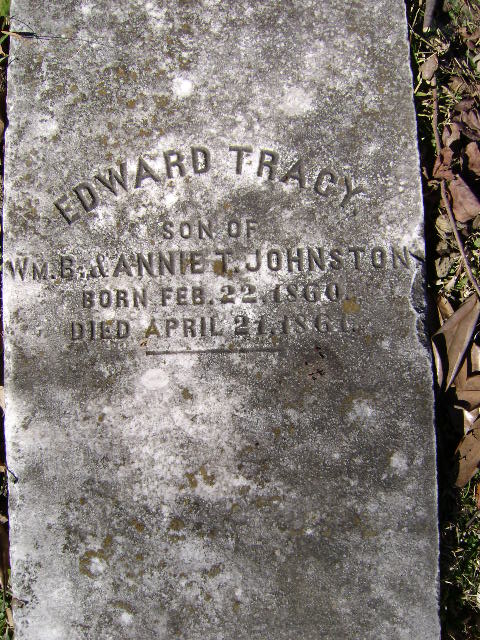 EDWARD TRACY
SON OF
WM. B. & ANNIE T. JOHNSTON
BORN FEB. 22. 1860.
DIED APRIL 21. 1861.